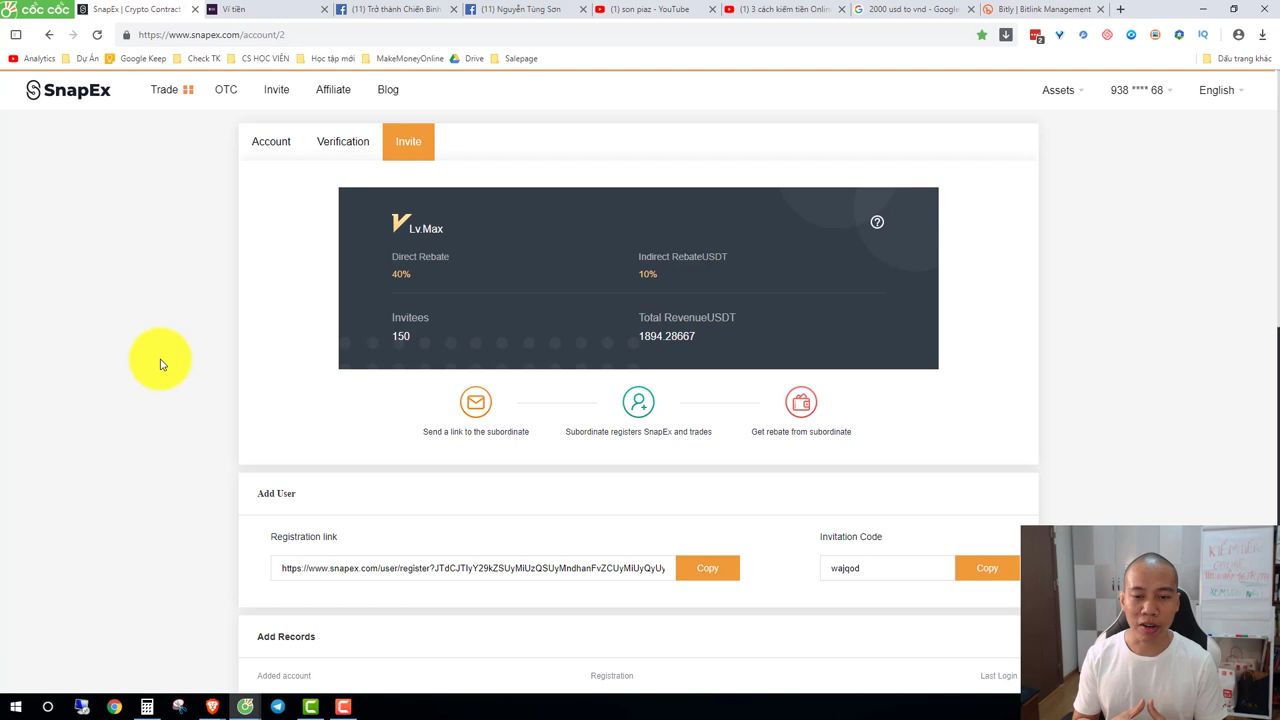 cốc cốc
SnapEx | Crypto Contract
Ví tiền
(11) Trở thành Chiến Binh
(11) Nguyễn Tùng Sơn
(1) son piaz - YouTube
(1) 3 cách kiếm tiền Onlin
2000 usd to vnd - Google
Bitly | Bitlink Management
https://www.snapex.com/account/2
2
IQ
Analytics
Dự Án
Google Keep
Check TK
CS HỌC VIÊN
Học tập mới
MakeMoneyOnline
Drive
Salepage
Dấu trang khác
SnapEx
Trade
OTC
Invite
Affiliate
Blog
Assets
938 **** 68
English
Account
Verification
Invite
Lv.Max
Direct Rebate
Indirect RebateUSDT
40%
10%
Invitees
Total RevenueUSDT
150
1894.28667
Send a link to the subordinate
Subordinate registers SnapEx and trades
Get rebate from subordinate
Add User
Registration link
Invitation Code
https://www.snapex.com/user/register?JTdCJTIyY29kZSUyMiUzQSUyMndhanFvZCUyMiUyQyUy
Copy
wajqod
Copy
Add Records
Added account
Registration
Last Login
KIẾM TIỀN
ONLINE